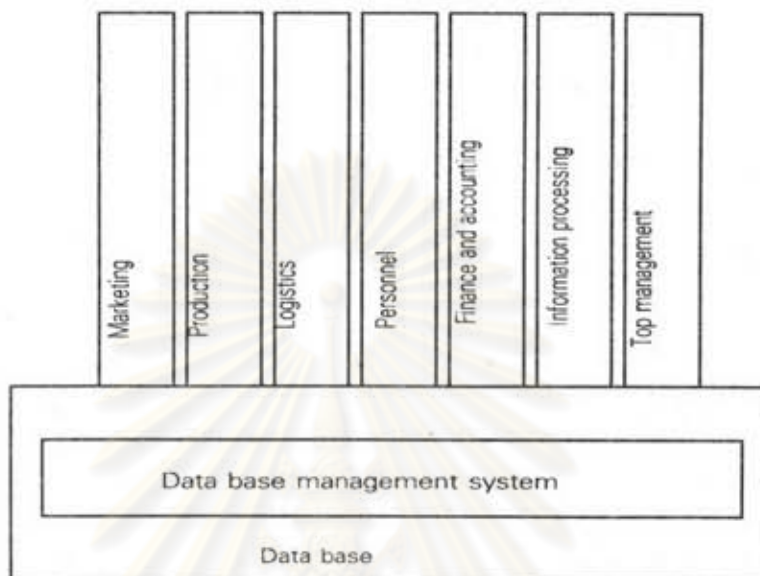 Marketing
Production
Logistics
Personnel
Finance and accounting
Information processing
Top management
Data base management system
Data base